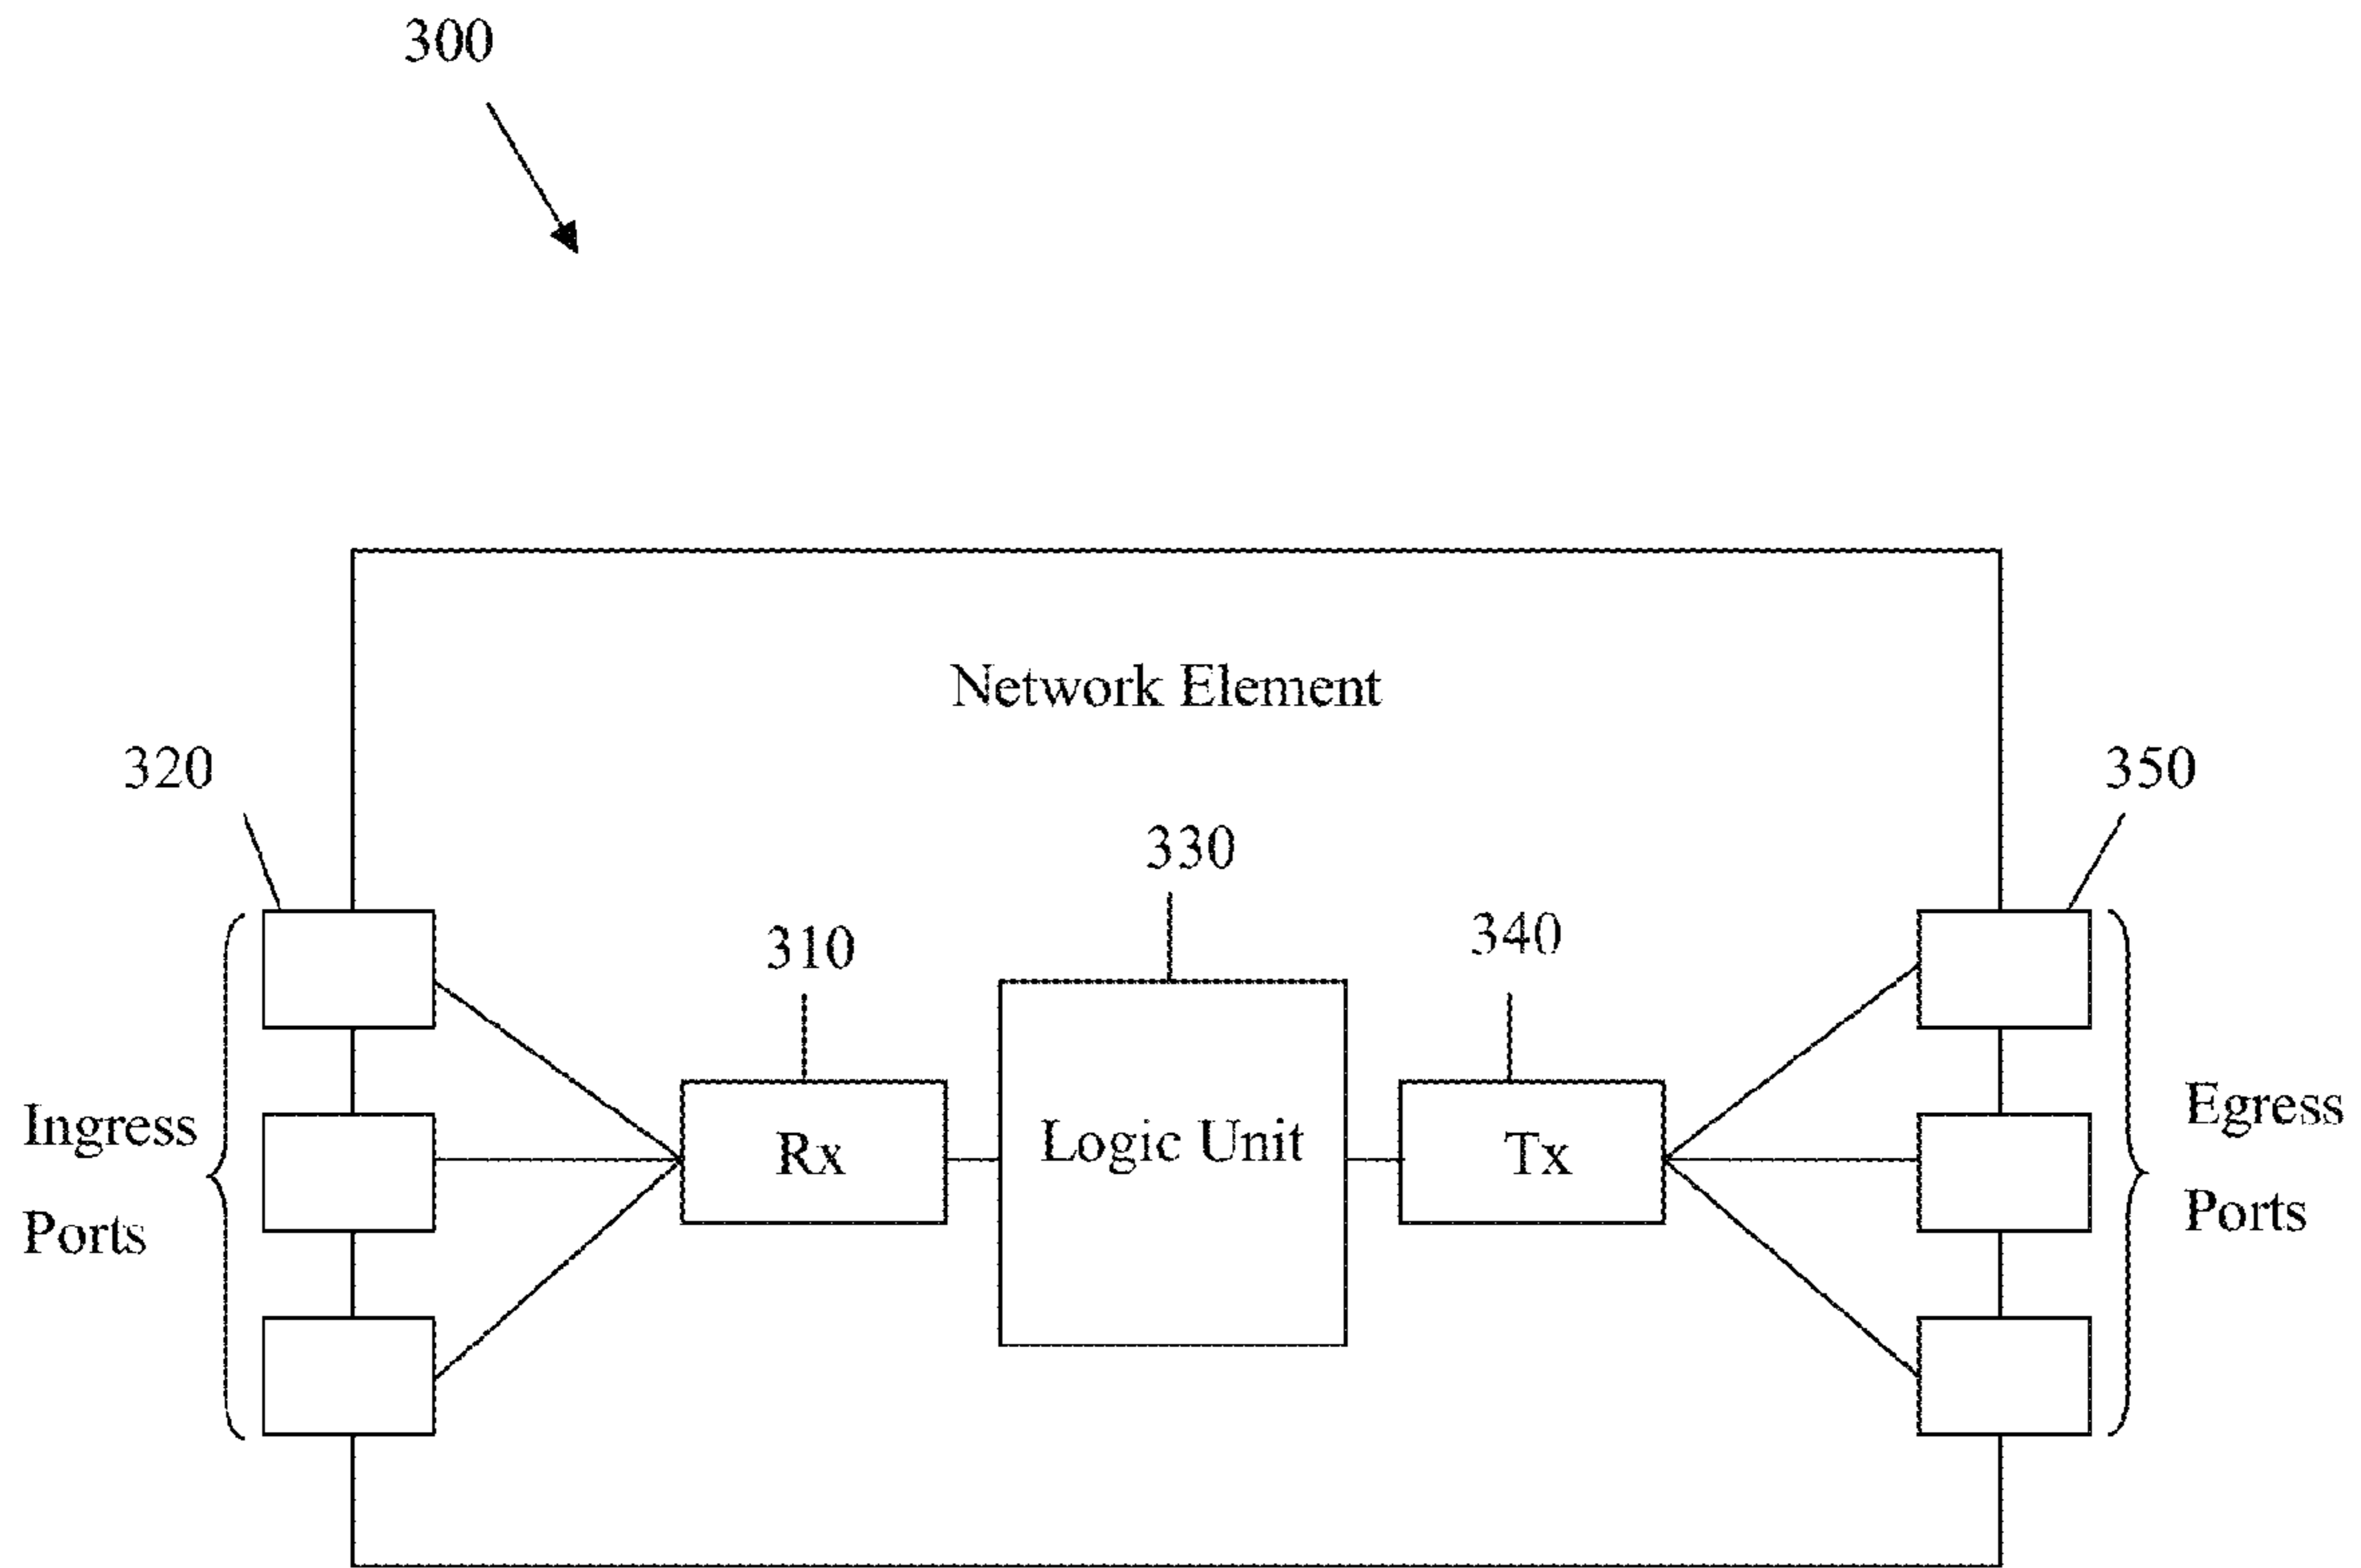 300
Network Element
320
350
330
310
340
Ingress
Ports
Rx
Logic Unit
Tx
Egress
Ports